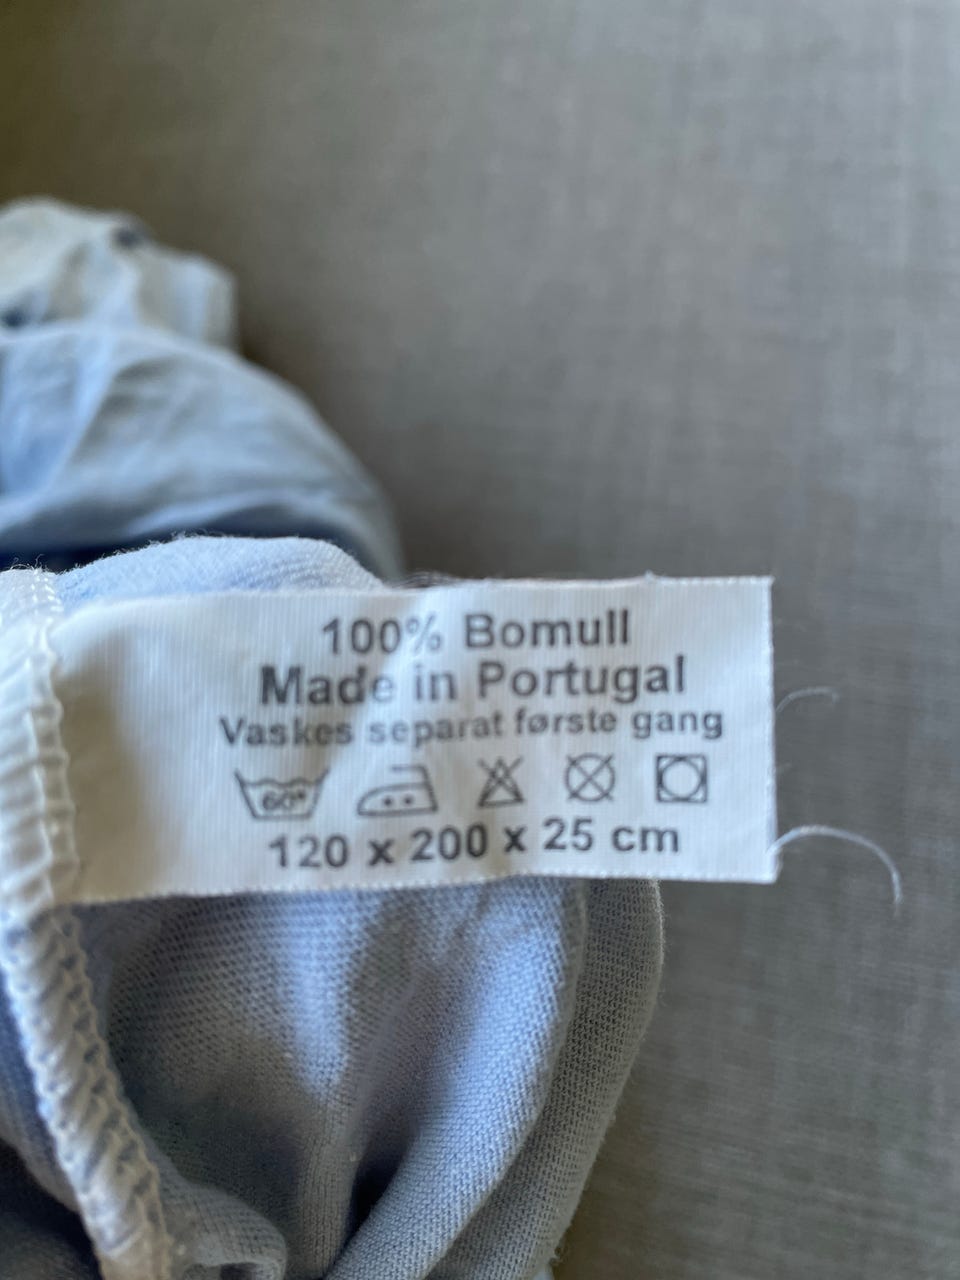 100% Bomull
Made in Portugal
Vaskes separat første gang
60°
120 x 200 x 25 cm